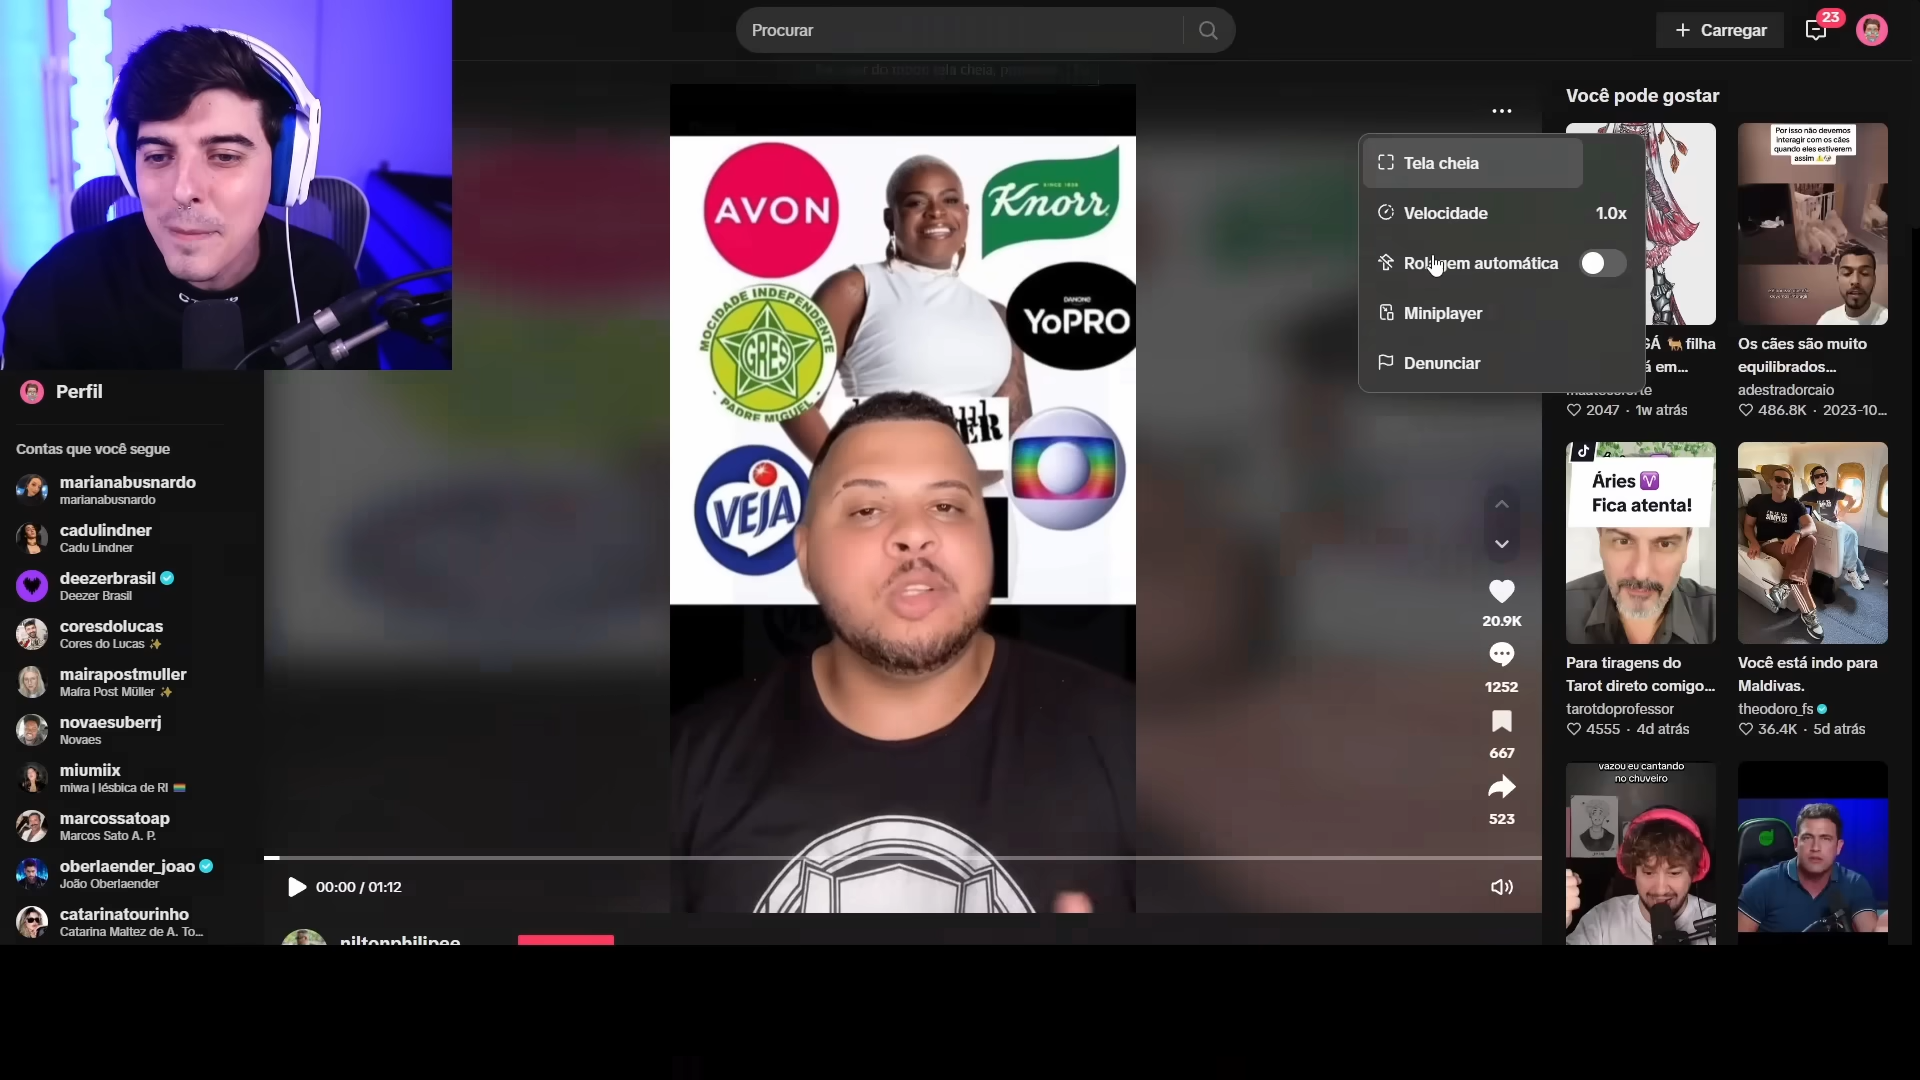 Procurar
Carregar
23
Perfil
Contas que você segue
marianabusnardo
marianabusnardo
cadulindner
Cadu Lindner
deezerbrasil
Deezer Brasil
coresdolucas
Cores do Lucas ✨
mairapostmuller
Maíra Post Müller ✨
novaesuberrj
Novaes
miumiix
miwa | lésbica de RI
marcossatoap
Marcos Sato A. P.
oberlaender_joao
João Oberlaender
catarinatourinho
Catarina Maltez de A. To...
AVON
SINCE 1838
Knorr
MOCIDADE INDEPENDENTE
GRES
PADRE MIGUEL
DANONE
YoPRO
VEJA
00:00 / 01:12
niltonphilipee
Tela cheia
Velocidade 1.0x
Rolagem automática
Miniplayer
Denunciar
20.9K
1252
667
523
Você pode gostar
filha
em...
2047 · 1w atrás
Por isso não devemos
interagir com os cães
quando eles estiverem
assim
Os cães são muito
equilibrados...
adestradorcaio
486.8K · 2023-10...
Áries ♈
Fica atenta!
Para tiragens do
Tarot direto comigo...
tarotdoprofessor
4555 · 4d atrás
Você está indo para
Maldivas.
theodoro_fs
36.4K · 5d atrás
vazou eu cantando
no chuveiro